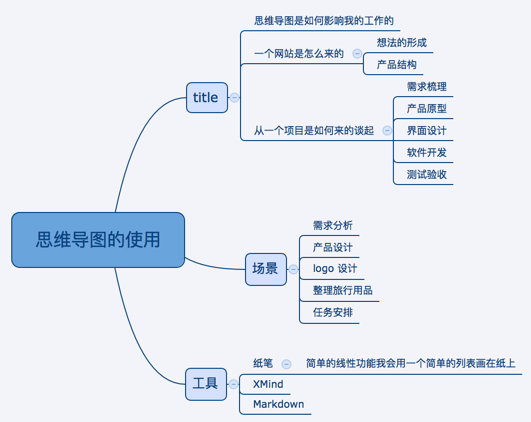 思维导图的使用
title
思维导图是如何影响我的工作的
一个网站是怎么来的
想法的形成
产品结构
从一个项目是如何来的谈起
需求梳理
产品原型
界面设计
软件开发
测试验收
场景
需求分析
产品设计
logo 设计
整理旅行用品
任务安排
工具
纸笔
简单的线性功能我会用一个简单的列表画在纸上
XMind
Markdown